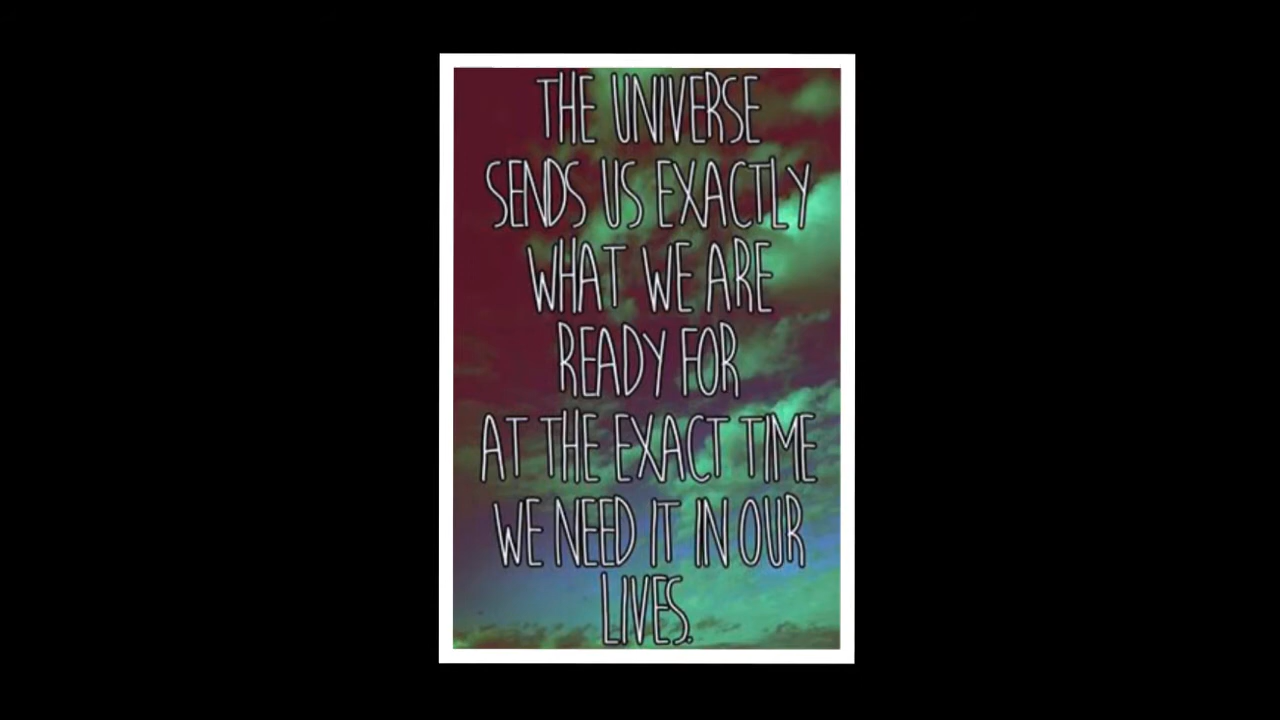 THE UNIVERSE
SENDS US EXACTLY
WHAT WE ARE
READY FOR
AT THE EXACT TIME
WE NEED IT IN OUR
LIVES.